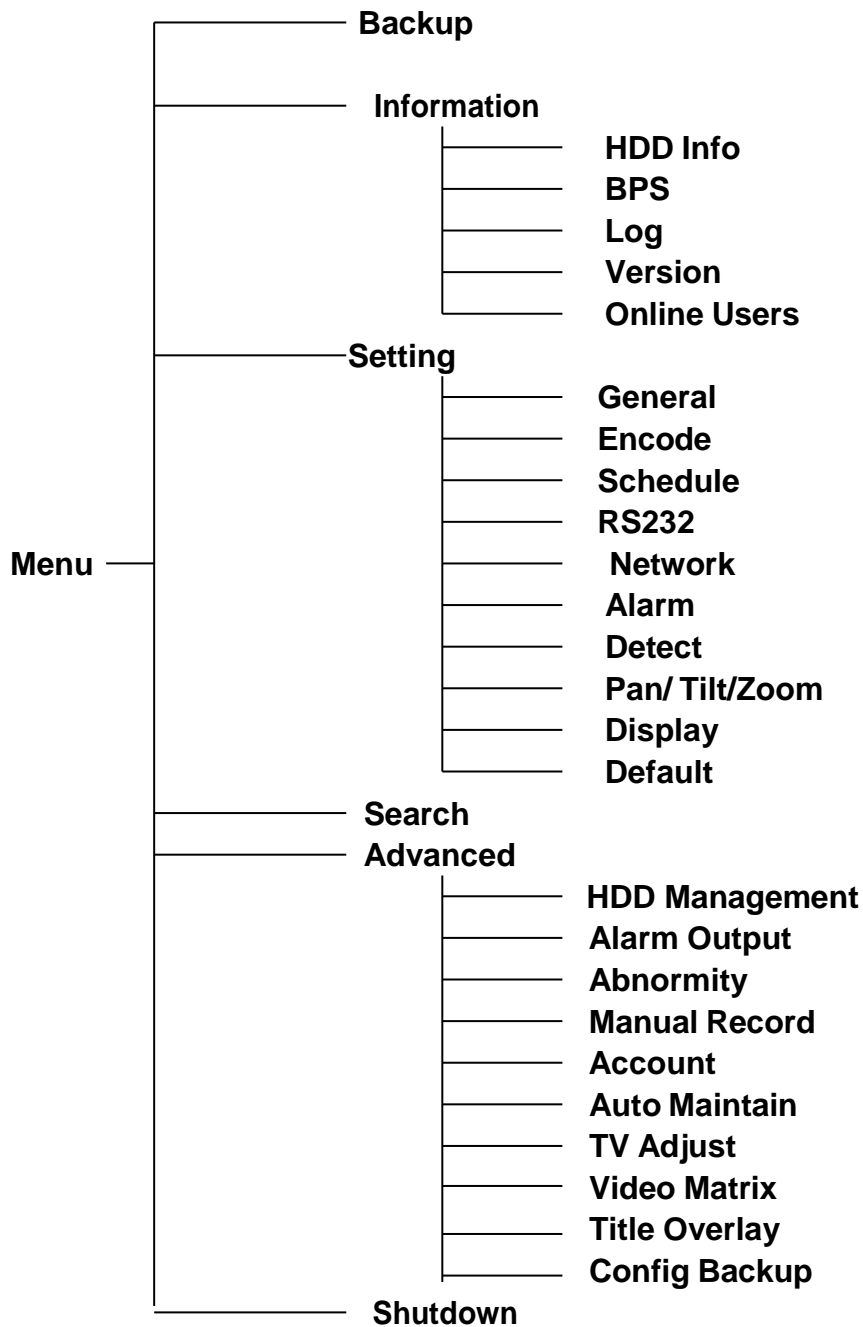 Backup
Information
HDD Info
BPS
Log
Version
Online Users
Setting
General
Encode
Schedule
RS232
Menu
Network
Alarm
Detect
Pan/ Tilt/Zoom
Display
Default
Search
Advanced
HDD Management
Alarm Output
Abnormity
Manual Record
Account
Auto Maintain
TV Adjust
Video Matrix
Title Overlay
Config Backup
Shutdown